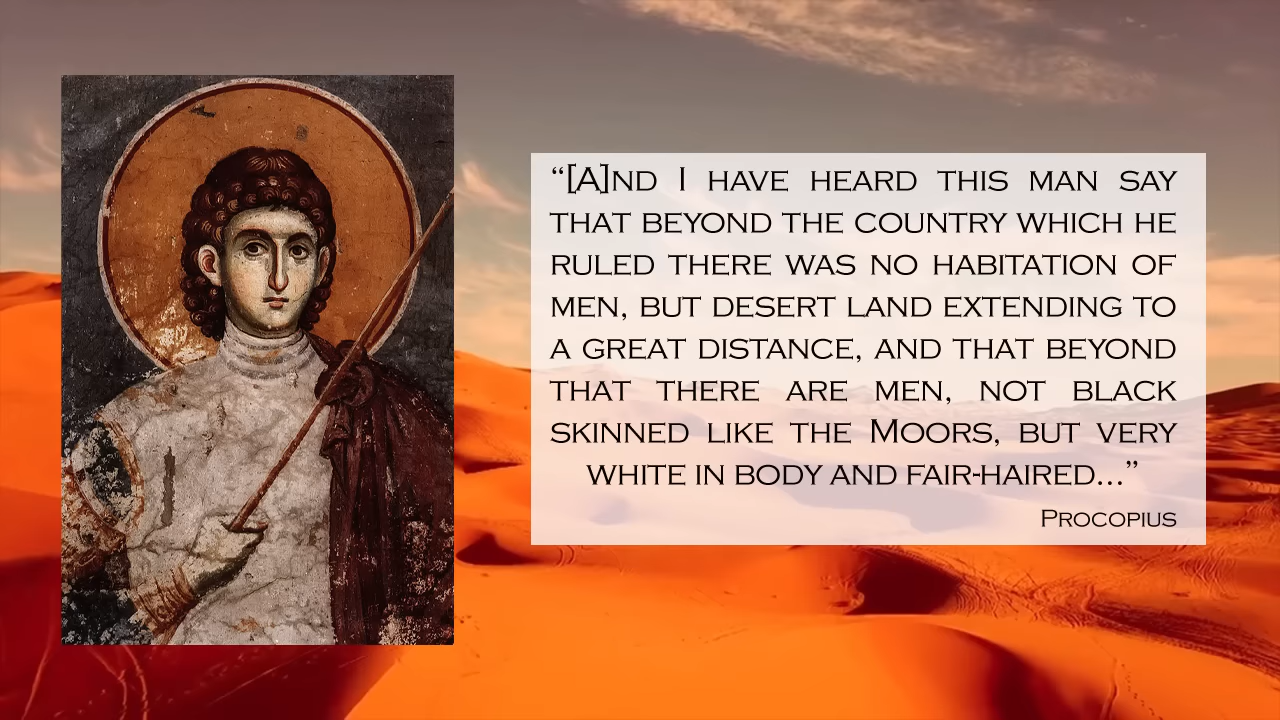 “[A]nd I have heard this man say
that beyond the country which he
ruled there was no habitation of
men, but desert land extending to
a great distance, and that beyond
that there are men, not black
skinned like the Moors, but very
white in body and fair-haired...”
Procopius